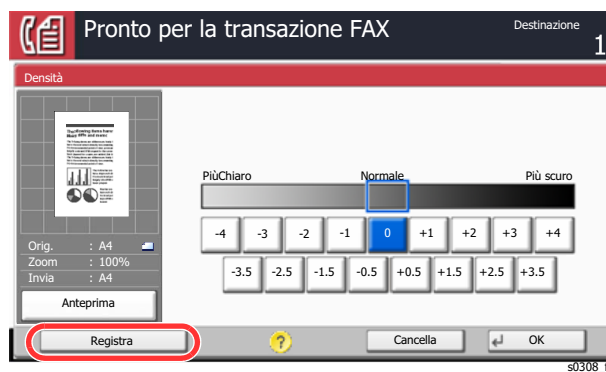 Pronto per la transazione FAX
Destinazione
1
Densità
PiùChiaro
Normale
Più scuro
-4
-3
-2
-1
0
+1
+2
+3
+4
-3.5
-2.5
-1.5
-0.5
+0.5
+1.5
+2.5
+3.5
Orig. : A4
Zoom : 100%
Invia : A4
Anteprima
Registra
?
Cancella
OK
s0308